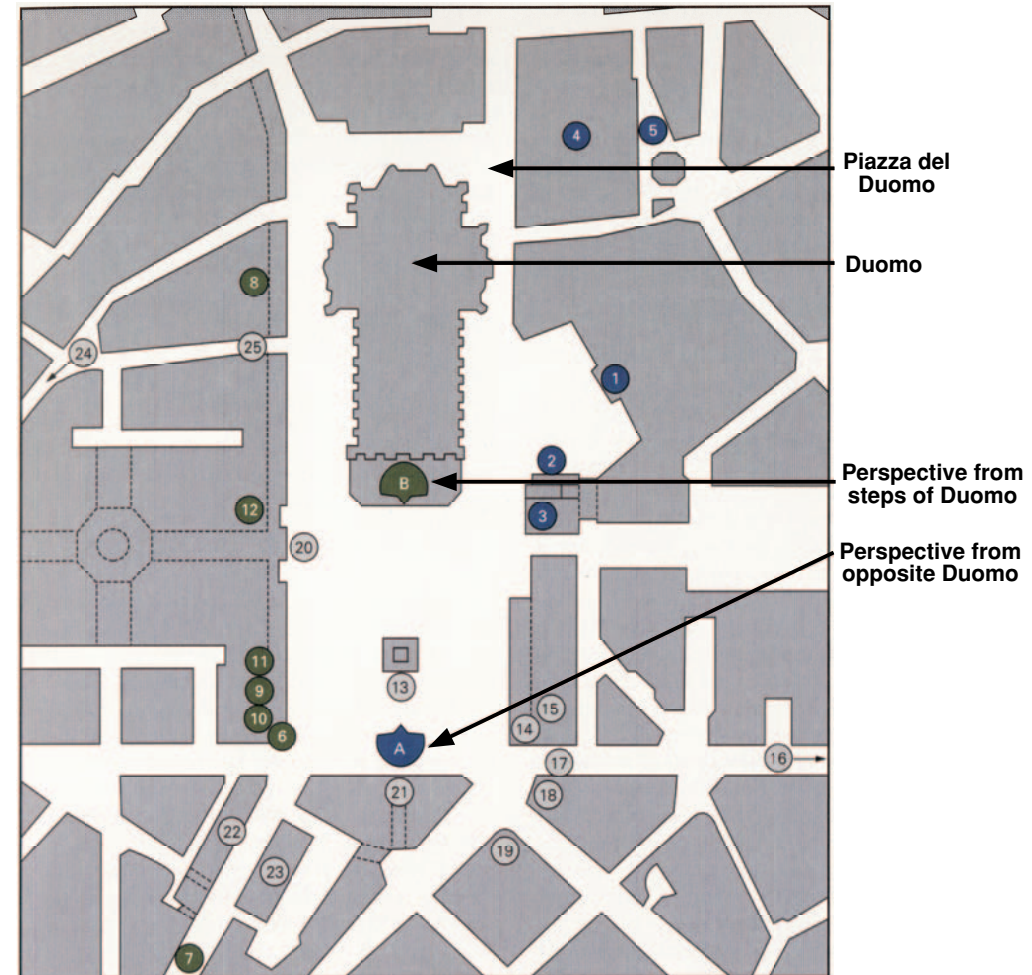 4
5
Piazza del
Duomo
Duomo
8
24
25
1
2
B
Perspective from
steps of Duomo
12
3
20
Perspective from
opposite Duomo
11
13
9
10
15
6
14
A
17
16
21
18
22
19
23
7